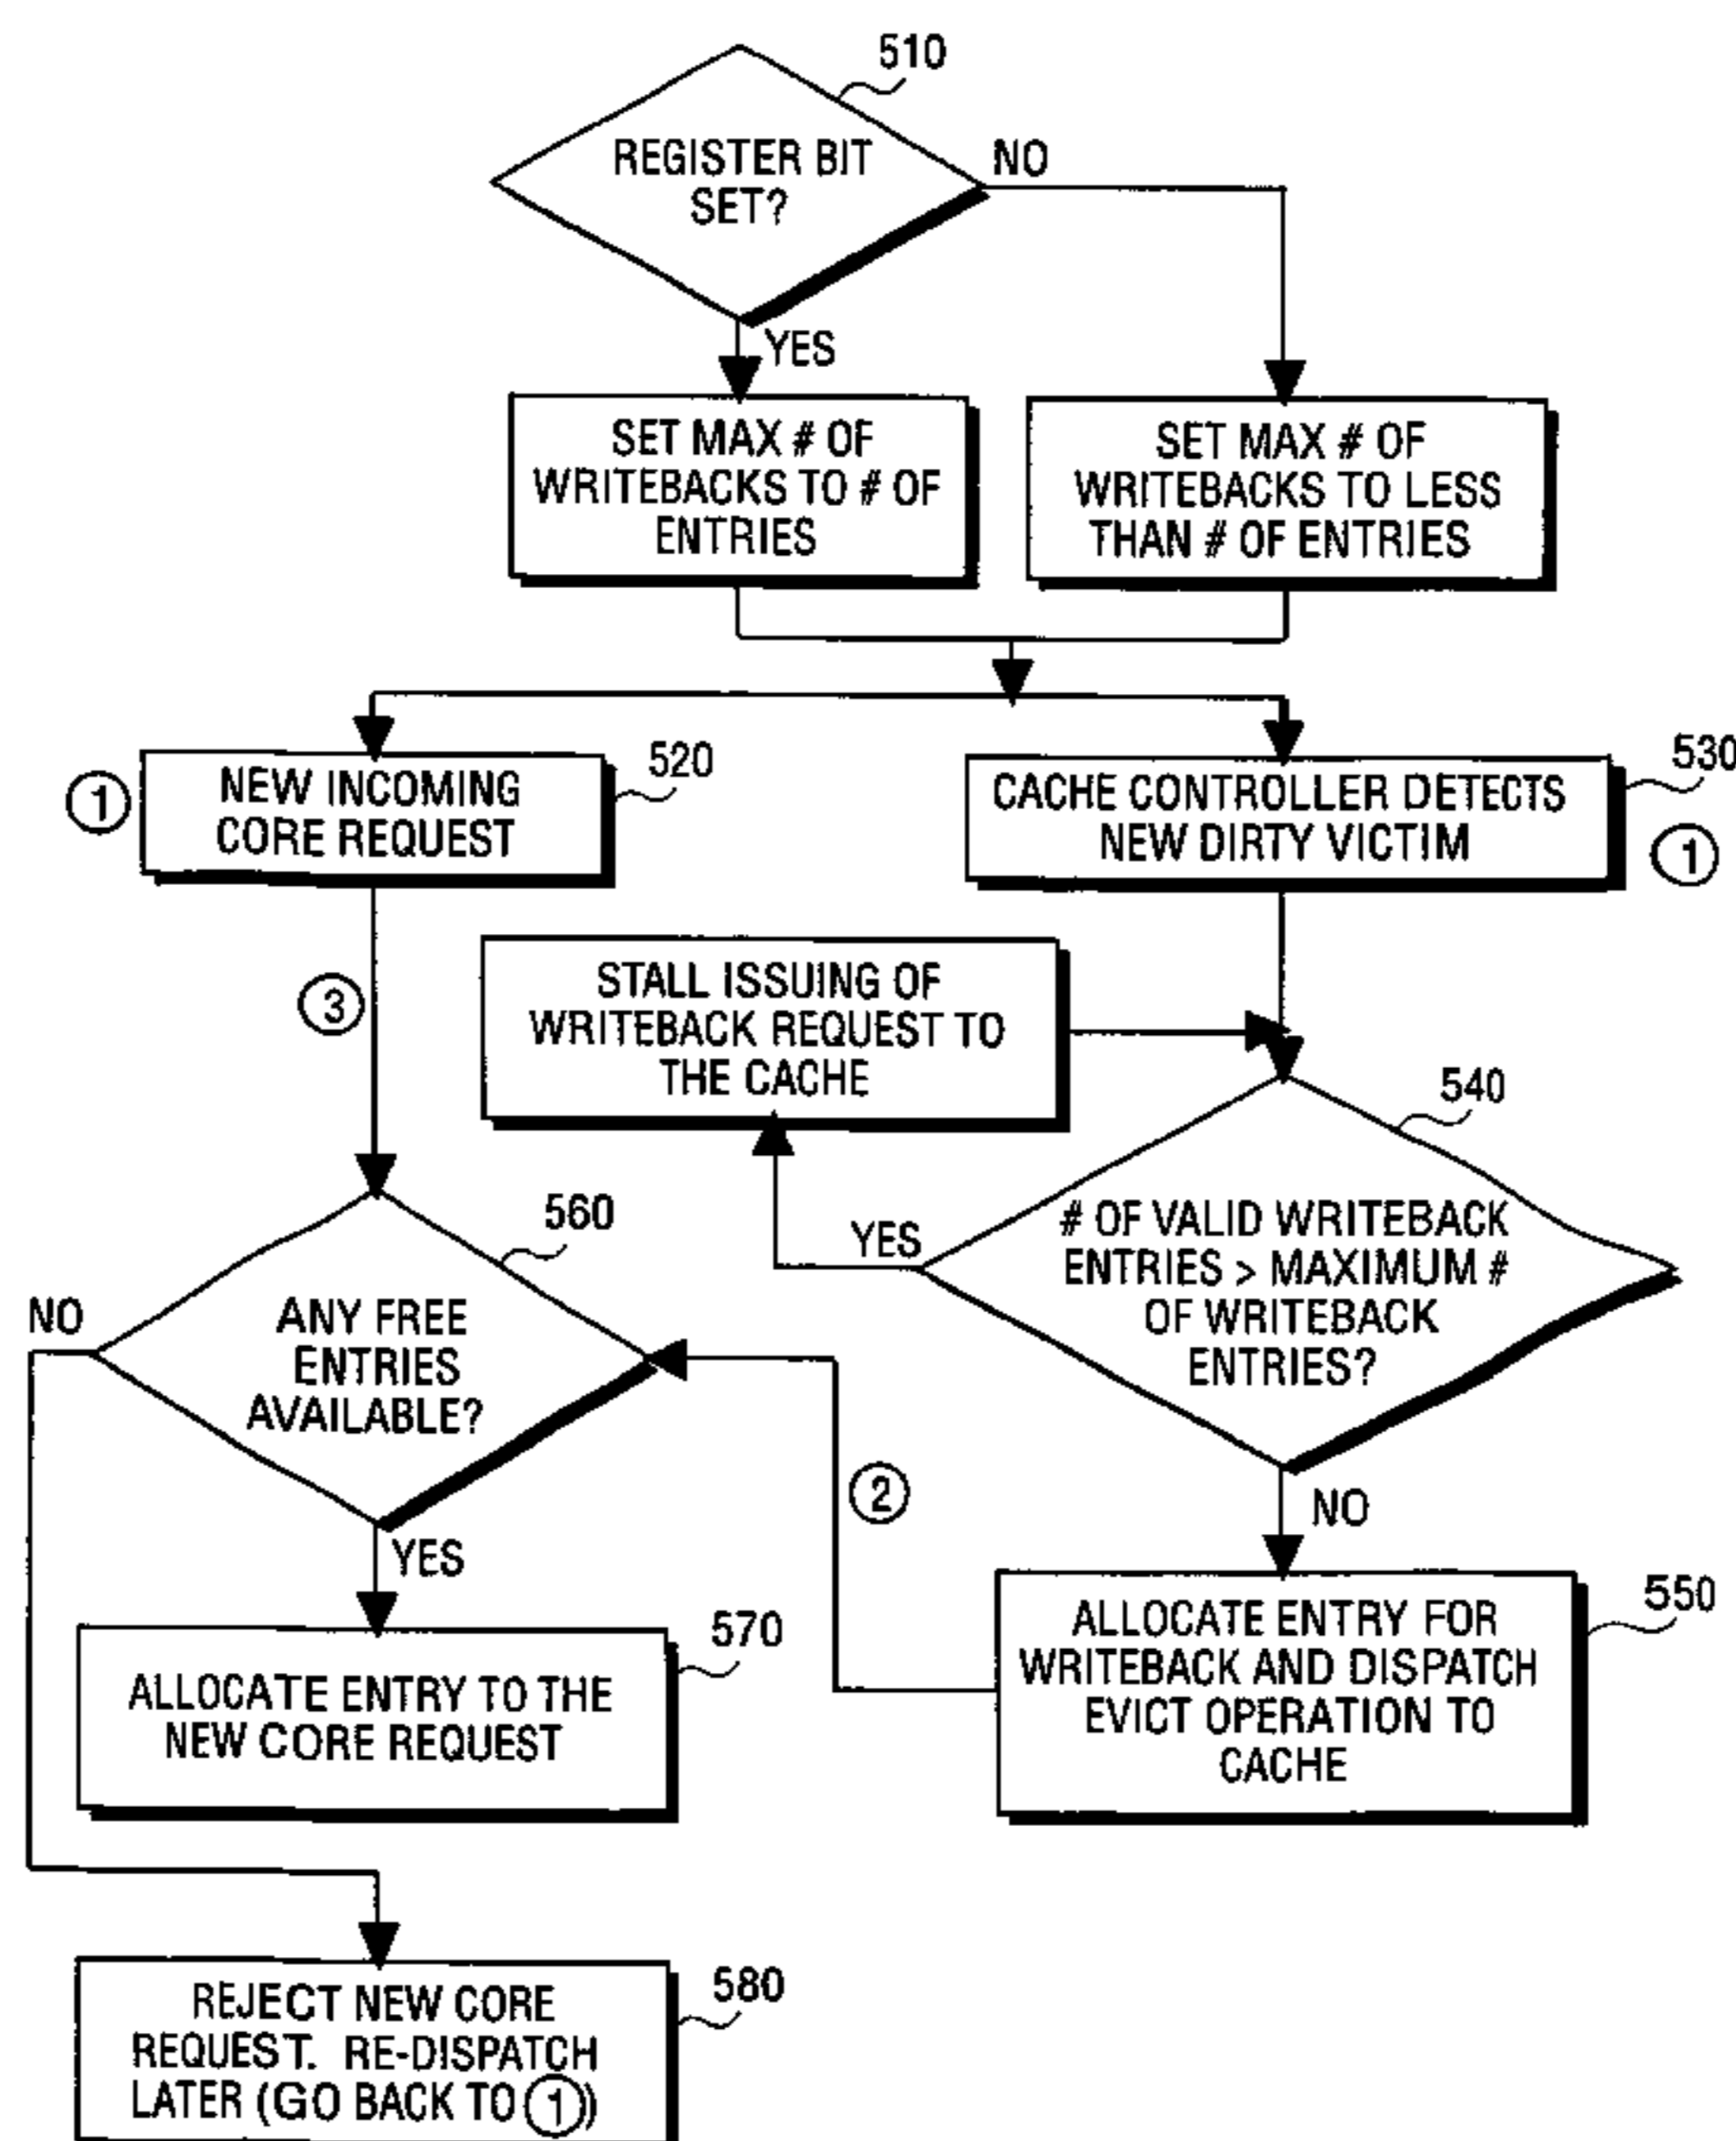 510
REGISTER BIT
SET?
NO
YES
SET MAX # OF
WRITEBACKS TO # OF
ENTRIES
SET MAX # OF
WRITEBACKS TO LESS
THAN # OF ENTRIES
1
NEW INCOMING
CORE REQUEST
520
CACHE CONTROLLER DETECTS
NEW DIRTY VICTIM
530
1
3
STALL ISSUING OF
WRITEBACK REQUEST TO
THE CACHE
540
# OF VALID WRITEBACK
ENTRIES > MAXIMUM #
OF WRITEBACK
ENTRIES?
YES
NO
560
ANY FREE
ENTRIES
AVAILABLE?
NO
YES
2
550
ALLOCATE ENTRY FOR
WRITEBACK AND DISPATCH
EVICT OPERATION TO
CACHE
570
ALLOCATE ENTRY TO THE
NEW CORE REQUEST
580
REJECT NEW CORE
REQUEST. RE-DISPATCH
LATER (GO BACK TO 1))